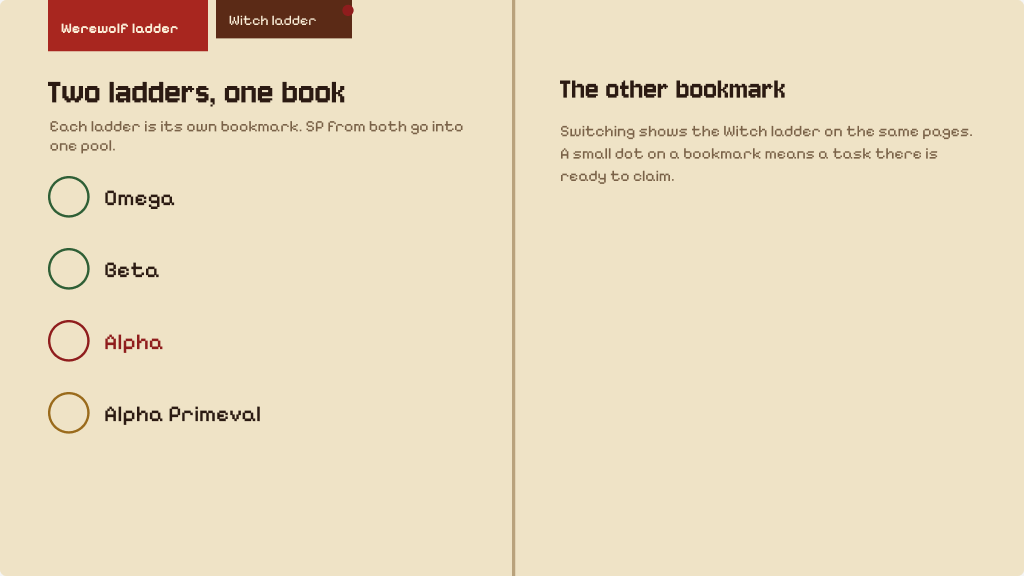 Werewolf ladder
Witch ladder
Two ladders, one book
Each ladder is its own bookmark. SP from both go into
one pool.
Omega
Beta
Alpha
Alpha Primeval
The other bookmark
Switching shows the Witch ladder on the same pages.
A small dot on a bookmark means a task there is
ready to claim.